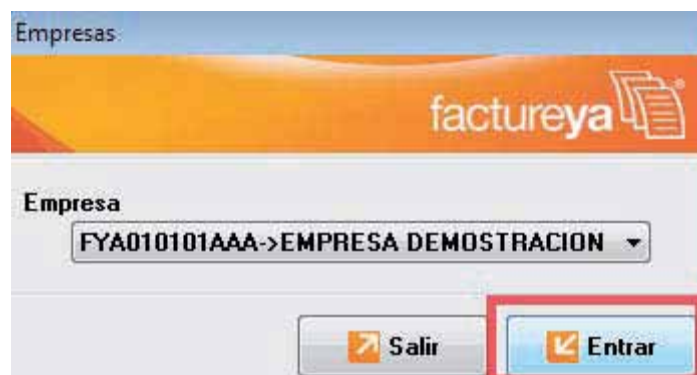 Empresas
factureya
Empresa
FYA010101AAA->EMPRESA DEMOSTRACION
Salir
Entrar